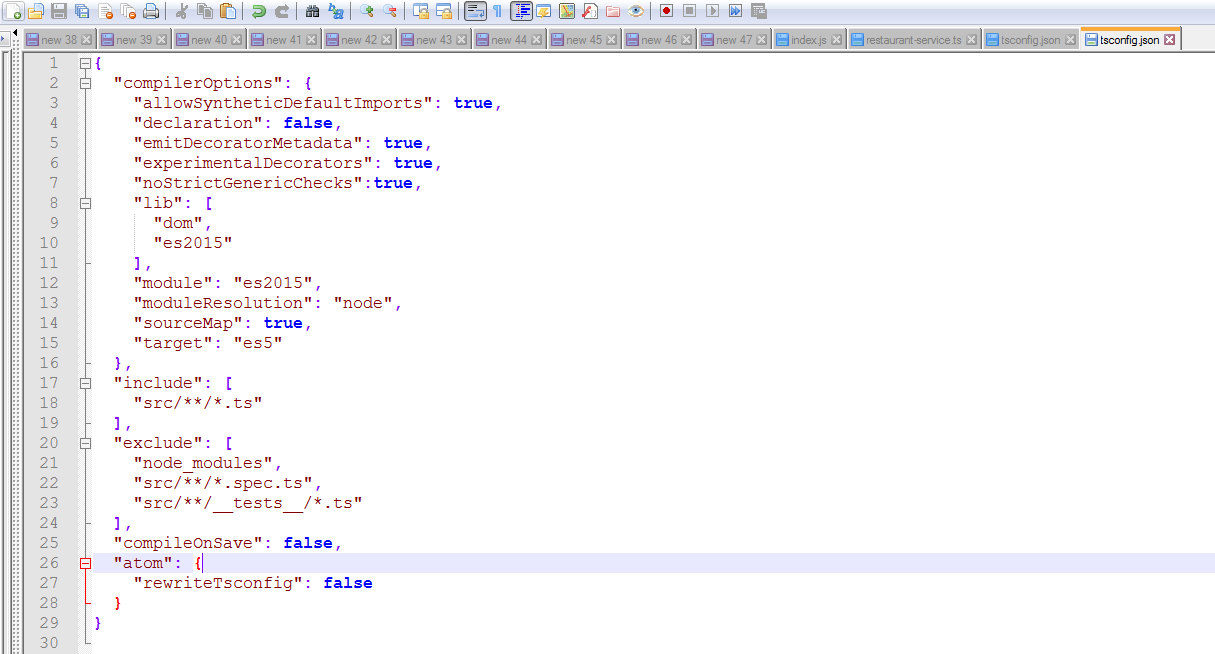 new 38 new 39 new 40 new 41 new 42 new 43 new 44 new 45 new 46 new 47 index.js restaurant-service.ts tsconfig.json tsconfig.json
1 {
2 "compilerOptions": {
3 "allowSyntheticDefaultImports": true,
4 "declaration": false,
5 "emitDecoratorMetadata": true,
6 "experimentalDecorators": true,
7 "noStrictGenericChecks":true,
8 "lib": [
9 "dom",
10 "es2015"
11 ],
12 "module": "es2015",
13 "moduleResolution": "node",
14 "sourceMap": true,
15 "target": "es5"
16 },
17 "include": [
18 "src/**/*.ts"
19 ],
20 "exclude": [
21 "node_modules",
22 "src/**/*.spec.ts",
23 "src/**/__tests__/*.ts"
24 ],
25 "compileOnSave": false,
26 "atom": {
27 "rewriteTsconfig": false
28 }
29 }
30